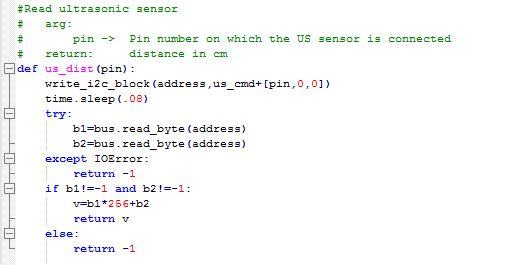 #Read ultrasonic sensor
#   arg:
#       pin -> Pin number on which the US sensor is connected
#   return:     distance in cm
def us_dist(pin):
    write_i2c_block(address,us_cmd+[pin,0,0])
    time.sleep(.08)
    try:
        b1=bus.read_byte(address)
        b2=bus.read_byte(address)
    except IOError:
        return -1
    if b1!=-1 and b2!=-1:
        v=b1*256+b2
        return v
    else:
        return -1